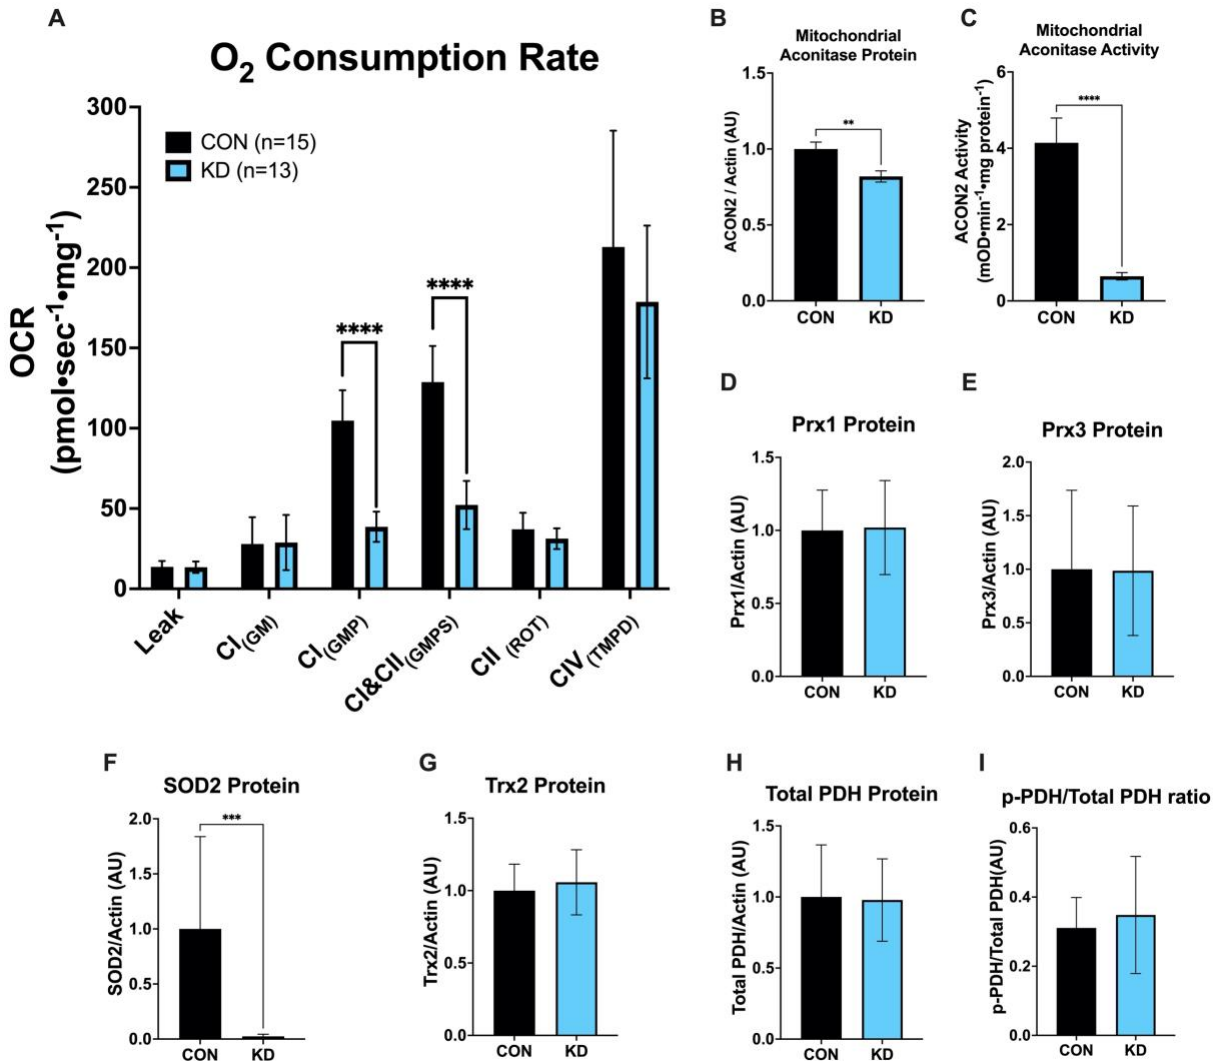 A
O2 Consumption Rate
OCR
(pmol•sec-1•mg-1)
300
250
200
150
100
50
0
CON (n=15)
KD (n=13)
****
****
Leak
CI(GM)
CI(GMP)
CI&CII(GMPS)
CII (ROT)
CIV(TMPD)
B
Mitochondrial
Aconitase Protein
ACON2 / Actin (AU)
1.5
1.0
0.5
0.0
**
CON
KD
C
Mitochondrial
Aconitase Activity
ACON2 Activity
(mOD•min-1•mg protein-1)
6
4
2
0
****
CON
KD
D
Prx1 Protein
Prx1/Actin (AU)
1.5
1.0
0.5
0.0
CON
KD
E
Prx3 Protein
Prx3/Actin (AU)
2.0
1.5
1.0
0.5
0.0
CON
KD
F
SOD2 Protein
SOD2/Actin (AU)
2.0
1.5
1.0
0.5
0.0
***
CON
KD
G
Trx2 Protein
Trx2/Actin (AU)
1.5
1.0
0.5
0.0
CON
KD
H
Total PDH Protein
Total PDH/Actin (AU)
1.5
1.0
0.5
0.0
CON
KD
I
p-PDH/Total PDH ratio
p-PDH/Total PDH(AU)
0.6
0.4
0.2
0.0
CON
KD